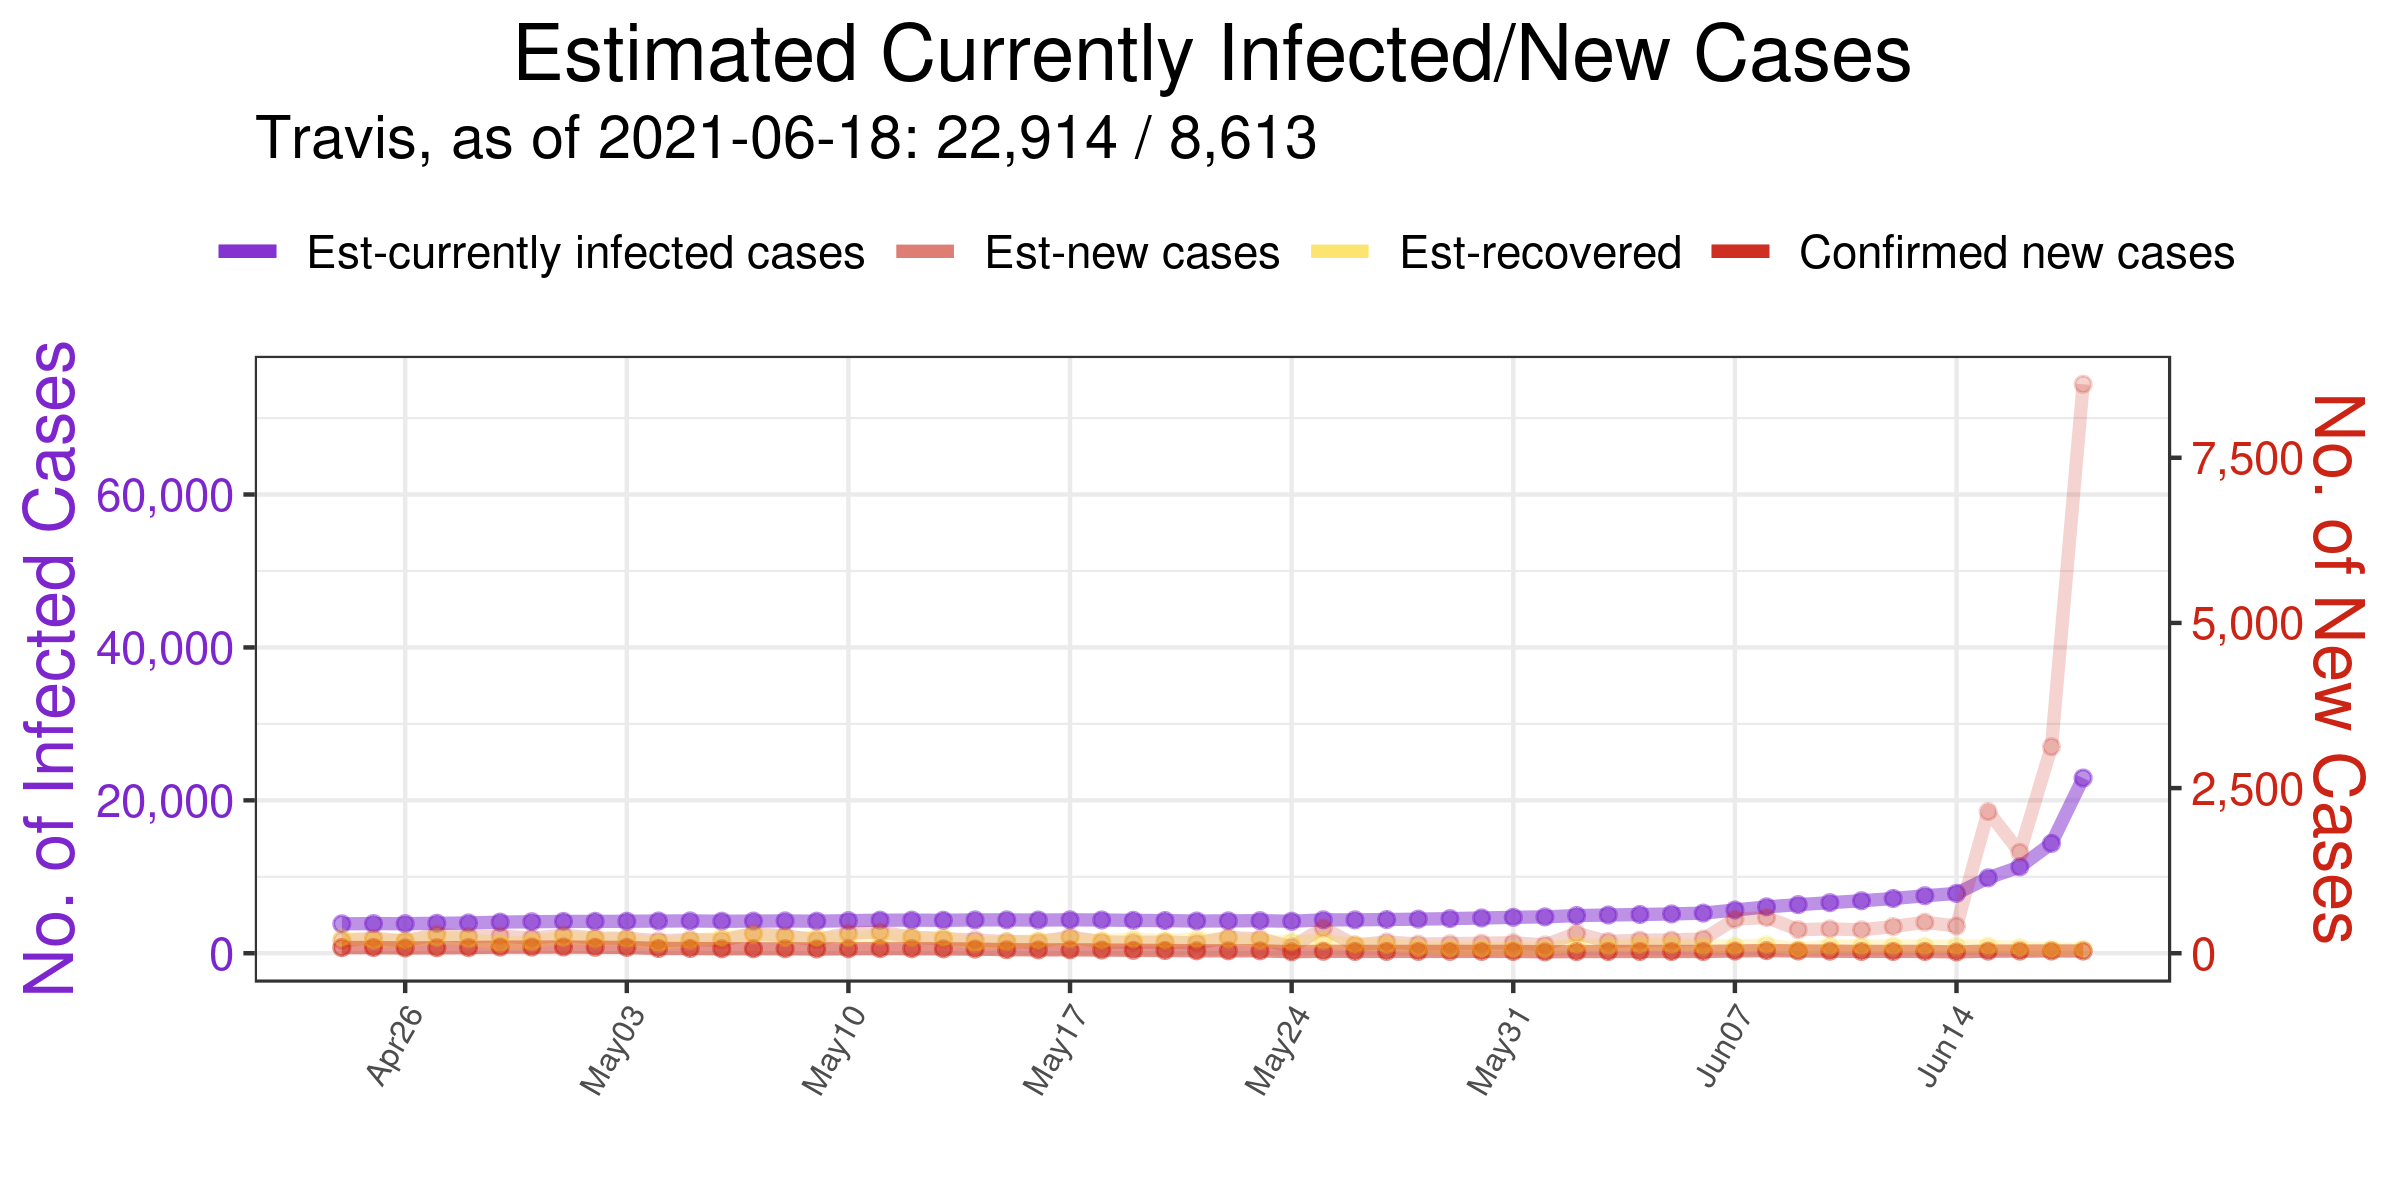 Estimated Currently Infected/New Cases
Travis, as of 2021-06-18: 22,914 / 8,613
Est-currently infected cases
Est-new cases
Est-recovered
Confirmed new cases
No. of Infected Cases
60,000
40,000
20,000
0
7,500
5,000
2,500
0
No. of New Cases
Apr26
May03
May10
May17
May24
May31
Jun07
Jun14